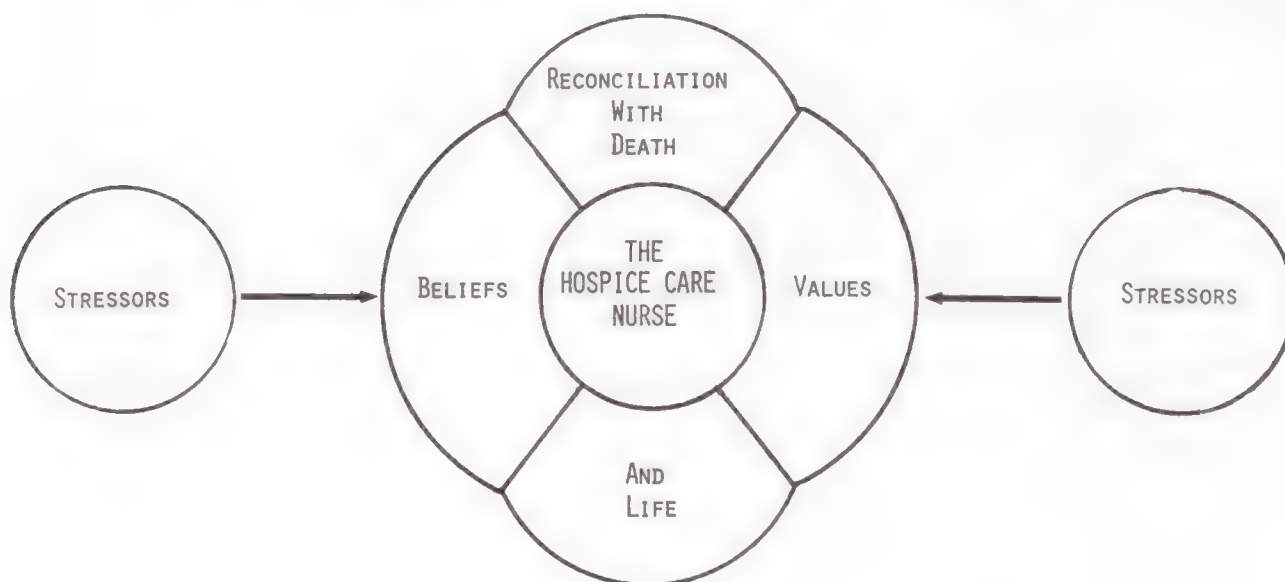 RECONCILIATION
WITH
DEATH
STRESSORS
BELIEFS
THE
HOSPICE CARE
NURSE
VALUES
STRESSORS
AND
LIFE